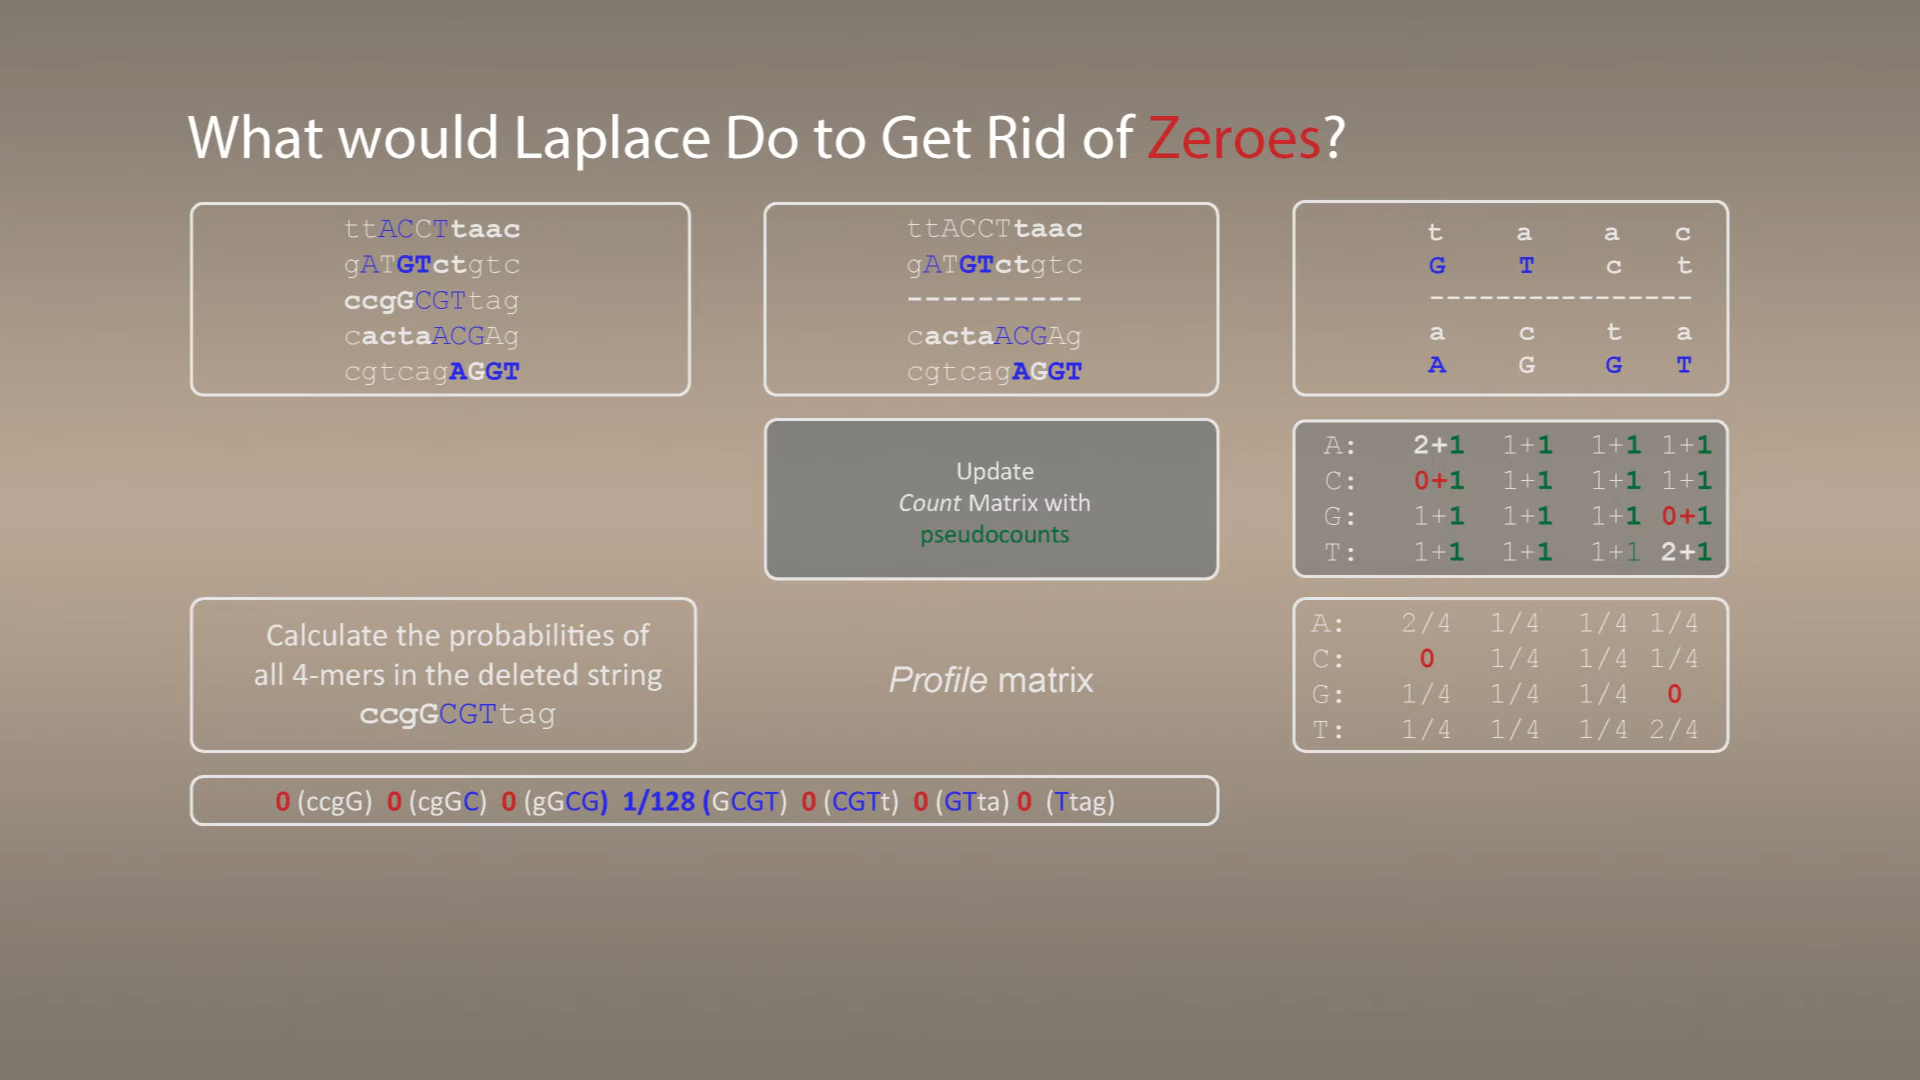 What would Laplace Do to Get Rid of Zeroes?
ttACCTtaac
gATGTctgtc
ccgGCGTtag
cactaACGAg
cgtcagAGGT
ttACCTtaac
gATGTctgtc
----------
cactaACGAg
cgtcagAGGT
t a a c
G T c t
----------------
a c t a
A G G T
Update
Count Matrix with
pseudocounts
A: 2+1 1+1 1+1 1+1
C: 0+1 1+1 1+1 1+1
G: 1+1 1+1 1+1 0+1
T: 1+1 1+1 1+1 2+1
Calculate the probabilities of
all 4-mers in the deleted string
ccgGCGTtag
Profile matrix
A: 2/4 1/4 1/4 1/4
C: 0 1/4 1/4 1/4
G: 1/4 1/4 1/4 0
T: 1/4 1/4 1/4 2/4
0 (ccgG) 0 (cgGC) 0 (gGCG) 1/128 (GCGT) 0 (CGTt) 0 (GTta) 0 (Ttag)